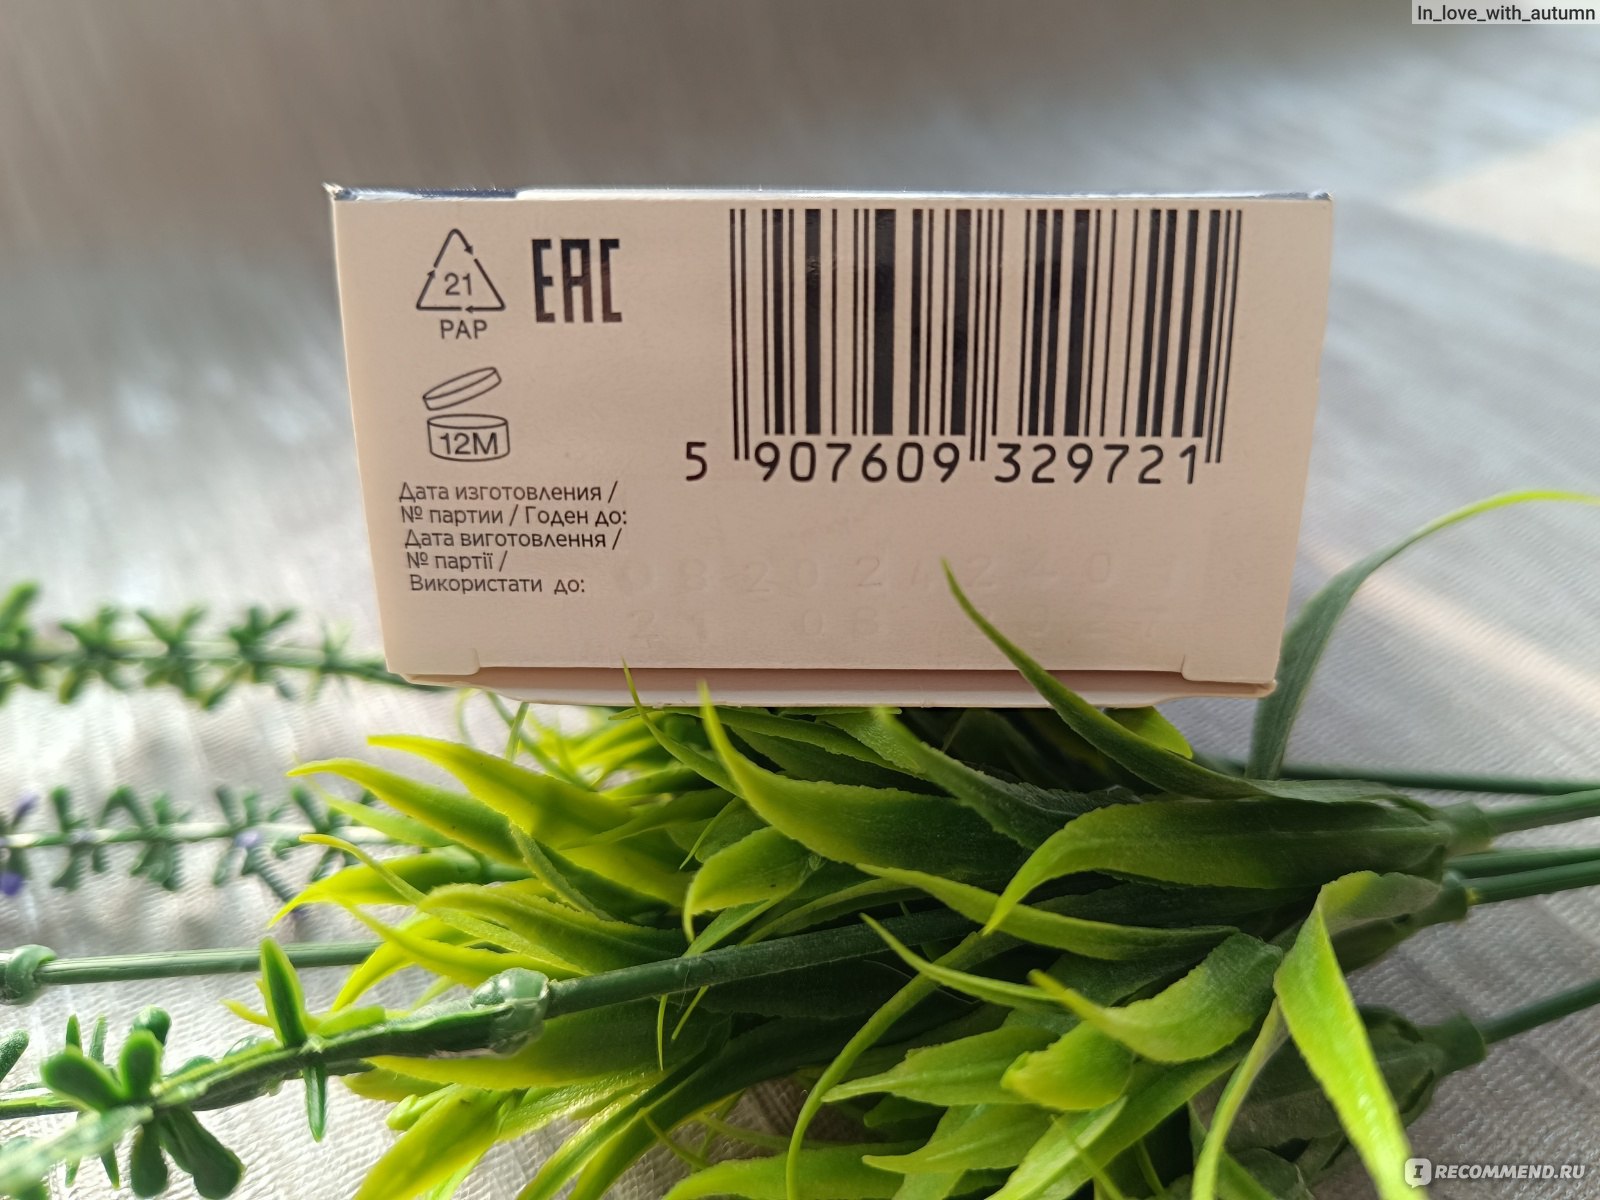 In_love_with_autumn
21
PAP
EAC
12M
5 907609 329721
Дата изготовления /
№ партии / Годен до:
Дата виготовлення /
№ партії /
Використати до:
IRECOMMEND.RU